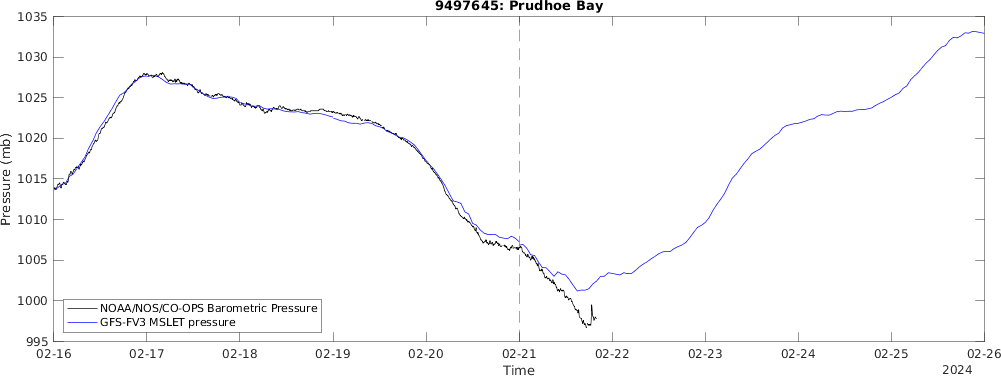 9497645: Prudhoe Bay
1035
1030
1025
1020
1015
1010
1005
1000
995
Pressure (mb)
NOAA/NOS/CO-OPS Barometric Pressure
GFS-FV3 MSLET pressure
02-16 02-17 02-18 02-19 02-20 02-21 02-22 02-23 02-24 02-25 02-26
Time
2024